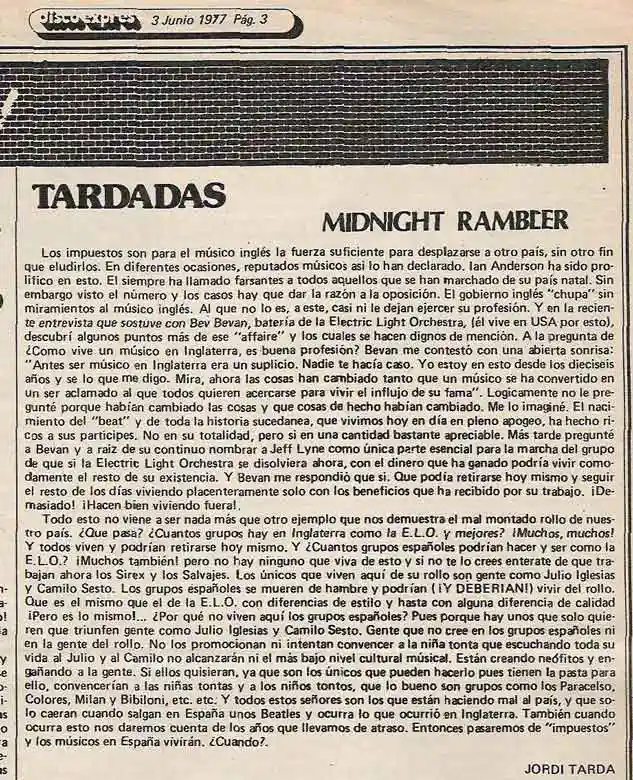 disco expres 3 Junio 1977 Pág. 3
TARDADAS
MIDNIGHT RAMBLER
Los impuestos son para el músico inglés la fuerza suficiente para desplazarse a otro país, sin otro fin
que eludirlos. En diferentes ocasiones, reputados músicos asi lo han declarado. Ian Anderson ha sido pro-
lifico en esto. El siempre ha llamado farsantes a todos aquellos que se han marchado de su país natal. Sin
embargo visto el número y los casos hay que dar la razón a la oposición. El gobierno inglés "chupa" sin
miramientos al músico inglés. Al que no lo es, a este, casi ni le dejan ejercer su profesión. Y en la recien-
te entrevista que sostuve con Bev Bevan, batería de la Electric Light Orchestra, (él vive en USA por esto),
descubrí algunos puntos más de ese "affaire" y los cuales se hacen dignos de mención. A la pregunta de
¿Como vive un músico en Inglaterra, es buena profesión? Bevan me contestó con una abierta sonrisa:
"Antes ser músico en Inglaterra era un suplicio. Nadie te hacía caso. Yo estoy en esto desde los dieciseis
años y se lo que me digo. Mira, ahora las cosas han cambiado tanto que un músico se ha convertido en
un ser aclamado al que todos quieren acercarse para vivir el influjo de su fama". Logicamente no le pre-
gunté porque habían cambiado las cosas y que cosas de hecho habían cambiado. Me lo imaginé. El naci-
miento del "beat" y de toda la historia sucedanea, que vivimos hoy en día en pleno apogeo, ha hecho ri-
cos a sus participes. No en su totalidad, pero si en una cantidad bastante apreciable. Más tarde pregunté
a Bevan y a raiz de su continuo nombrar a Jeff Lyne como única parte esencial para la marcha del grupo
de que si la Electric Light Orchestra se disolviera ahora, con el dinero que ha ganado podría vivir como-
damente el resto de su existencia. Y Bevan me respondió que si. Que podía retirarse hoy mismo y seguir
el resto de los días viviendo placenteramente solo con los beneficios que ha recibido por su trabajo. ¡De-
masiado! ¡Hacen bien viviendo fuera!.
Todo esto no viene a ser nada más que otro ejemplo que nos demuestra el mal montado rollo de nues-
tro país. ¿Que pasa? ¿Cuantos grupos hay en Inglaterra como la E.L.O. y mejores? ¡Muchos, muchos!
Y todos viven y podrían retirarse hoy mismo. Y ¿Cuantos grupos españoles podrían hacer y ser como la
E.L.O.? ¡Muchos también! pero no hay ninguno que viva de esto y si no te lo crees enterate de que tra-
bajan ahora los Sirex y los Salvajes. Los únicos que viven aquí de su rollo son gente como Julio Iglesias
y Camilo Sesto. Los grupos españoles se mueren de hambre y podrían (¡Y DEBERIAN!) vivir del rollo.
Que es el mismo que el de la E.L.O. con diferencias de estilo y hasta con alguna diferencia de calidad
¡Pero es lo mismo!... ¿Por qué no viven aquí los grupos españoles? Pues porque hay unos que solo quie-
ren que triunfen gente como Julio Iglesias y Camilo Sesto. Gente que no cree en los grupos españoles ni
en la gente del rollo. No los promocionan ni intentan convencer a la niña tonta que escuchando toda su
vida al Julio y al Camilo no alcanzarán ni el más bajo nivel cultural músical. Están creando neófitos y en-
gañando a la gente. Si ellos quisieran, ya que son los únicos que pueden hacerlo pues tienen la pasta para
ello, convencerían a las niñas tontas y a los niños tontos, que lo bueno son grupos como los Paracelso,
Colores, Milan y Bibiloni, etc. etc. Y todos estos señores son los que están haciendo mal al país, y que so-
lo caeran cuando salgan en España unos Beatles y ocurra lo que ocurrió en Inglaterra. También cuando
ocurra esto nos daremos cuenta de los años que llevamos de atraso. Entonces pasaremos de "impuestos"
y los músicos en España vivirán. ¿Cuando?.
JORDI TARDA